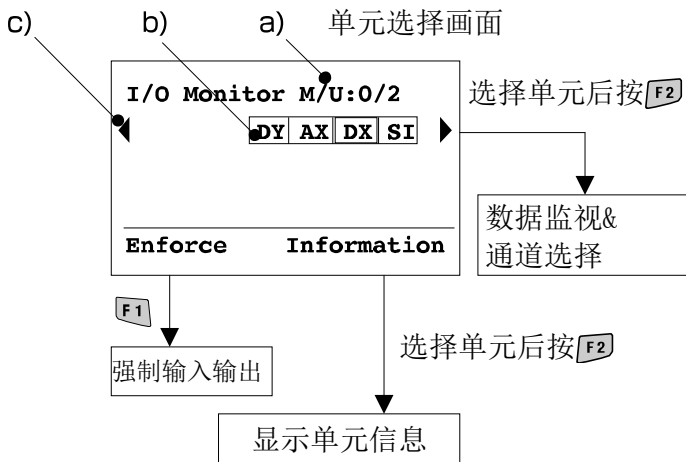 c) b) a) 单元选择画面
I/O Monitor M/U:0/2
选择单元后按F2
DY AX DX SI
数据监视&
通道选择
Enforce Information
F1
选择单元后按F2
强制输入输出
显示单元信息